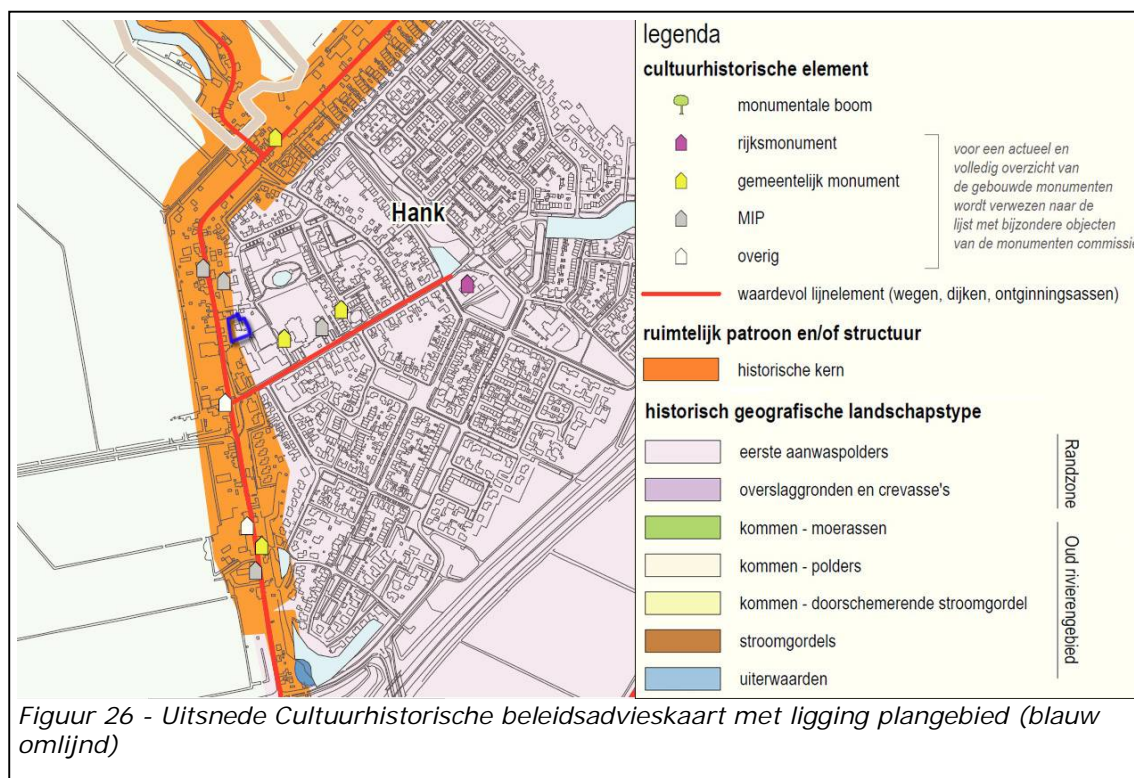 Hank
legenda
cultuurhistorische element
monumentale boom
rijksmonument
gemeentelijk monument
MIP
overig
voor een actueel en
volledig overzicht van
de gebouwde monumenten
wordt verwezen naar de
lijst met bijzondere objecten
van de monumenten commissie
waardevol lijnelement (wegen, dijken, ontginningsassen)
ruimtelijk patroon en/of structuur
historische kern
historisch geografische landschapstype
eerste aanwaspolders
overslaggronden en crevasse's
Randzone
kommen - moerassen
kommen - polders
kommen - doorschemerende stroomgordel
stroomgordels
uiterwaarden
Oud rivierengebied
Figuur 26 - Uitsnede Cultuurhistorische beleidsadvieskaart met ligging plangebied (blauw
omlijnd)